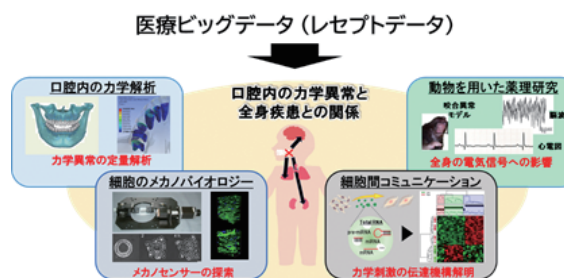 医療ビッグデータ（レセプトデータ）
口腔内の力学解析
力学異常の定量解析
口腔内の力学異常と
全身疾患との関係
動物を用いた薬理研究
咬合異常
モデル
脳波
心電図
全身の電気信号への影響
細胞のメカノバイオロジー
メカノセンサーの探索
細胞間コミュニケーション
Total RNA
pre-miRNA
mRNA
miRNA
力学刺激の伝達機構解明